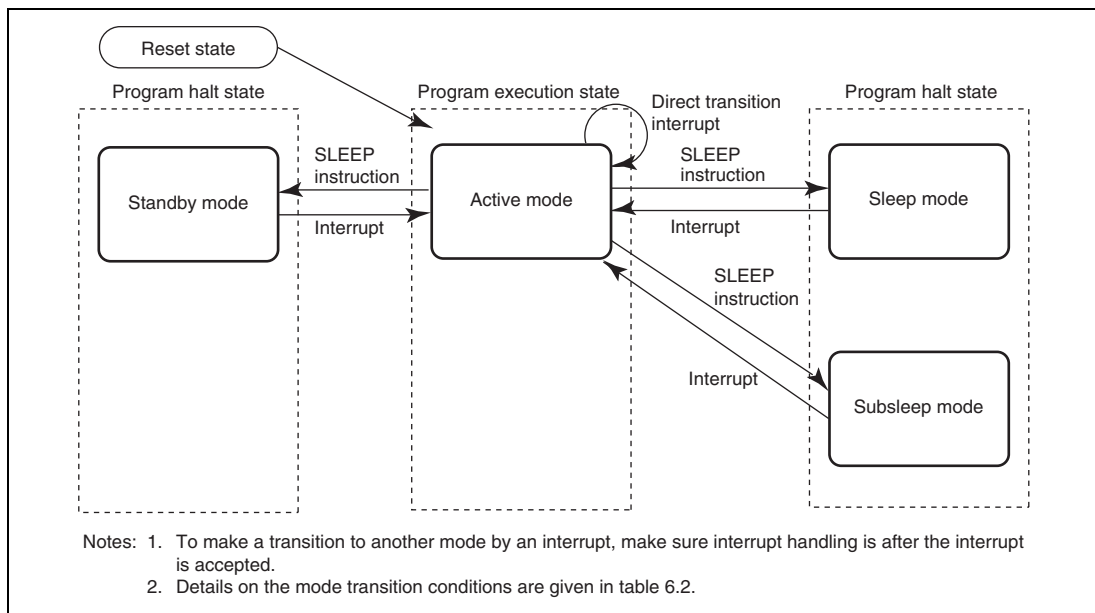 Reset state
Program halt state
Program execution state
Program halt state
Direct transition
interrupt
SLEEP
instruction
SLEEP
instruction
Standby mode
Active mode
Sleep mode
Interrupt
Interrupt
SLEEP
instruction
Interrupt
Subsleep mode
Notes: 1. To make a transition to another mode by an interrupt, make sure interrupt handling is after the interrupt
is accepted.
2. Details on the mode transition conditions are given in table 6.2.